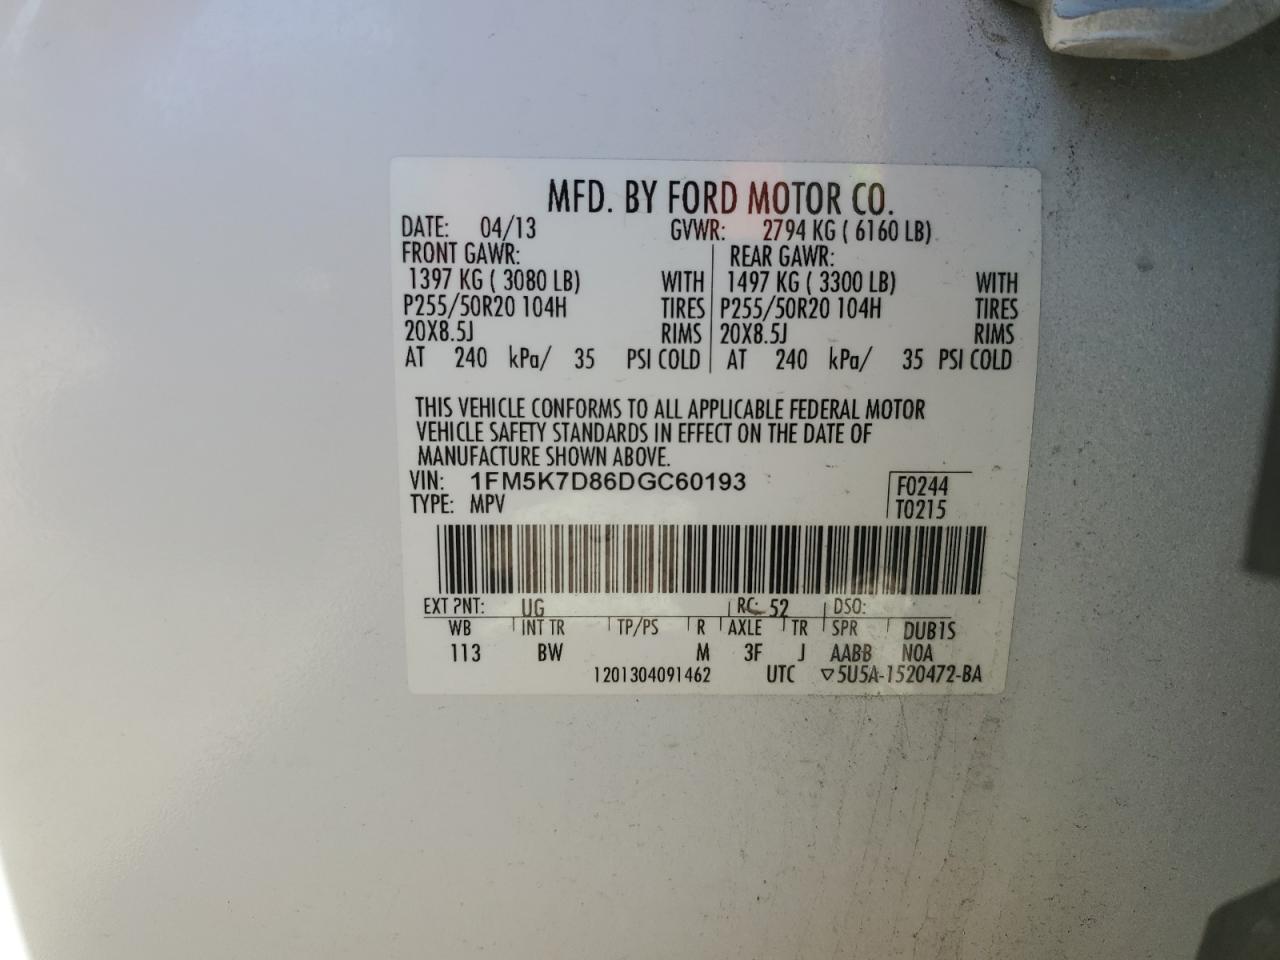 MFD. BY FORD MOTOR CO.
DATE: 04/13 GVWR: 2794 KG ( 6160 LB)
FRONT GAWR: REAR GAWR:
1397 KG ( 3080 LB) WITH 1497 KG ( 3300 LB) WITH
P255/50R20 104H TIRES P255/50R20 104H TIRES
20X8.5J RIMS 20X8.5J RIMS
AT 240 kPa/ 35 PSI COLD AT 240 kPa/ 35 PSI COLD
THIS VEHICLE CONFORMS TO ALL APPLICABLE FEDERAL MOTOR
VEHICLE SAFETY STANDARDS IN EFFECT ON THE DATE OF
MANUFACTURE SHOWN ABOVE.
VIN: 1FM5K7D86DGC60193 F0244
TYPE: MPV T0215
EXT PNT: UG RC: 52 DSO:
WB INT TR TP/PS R AXLE TR SPR DUB1S
113 BW M 3F J AABB N0A
1201304091462 UTC ▽5U5A-1520472-BA